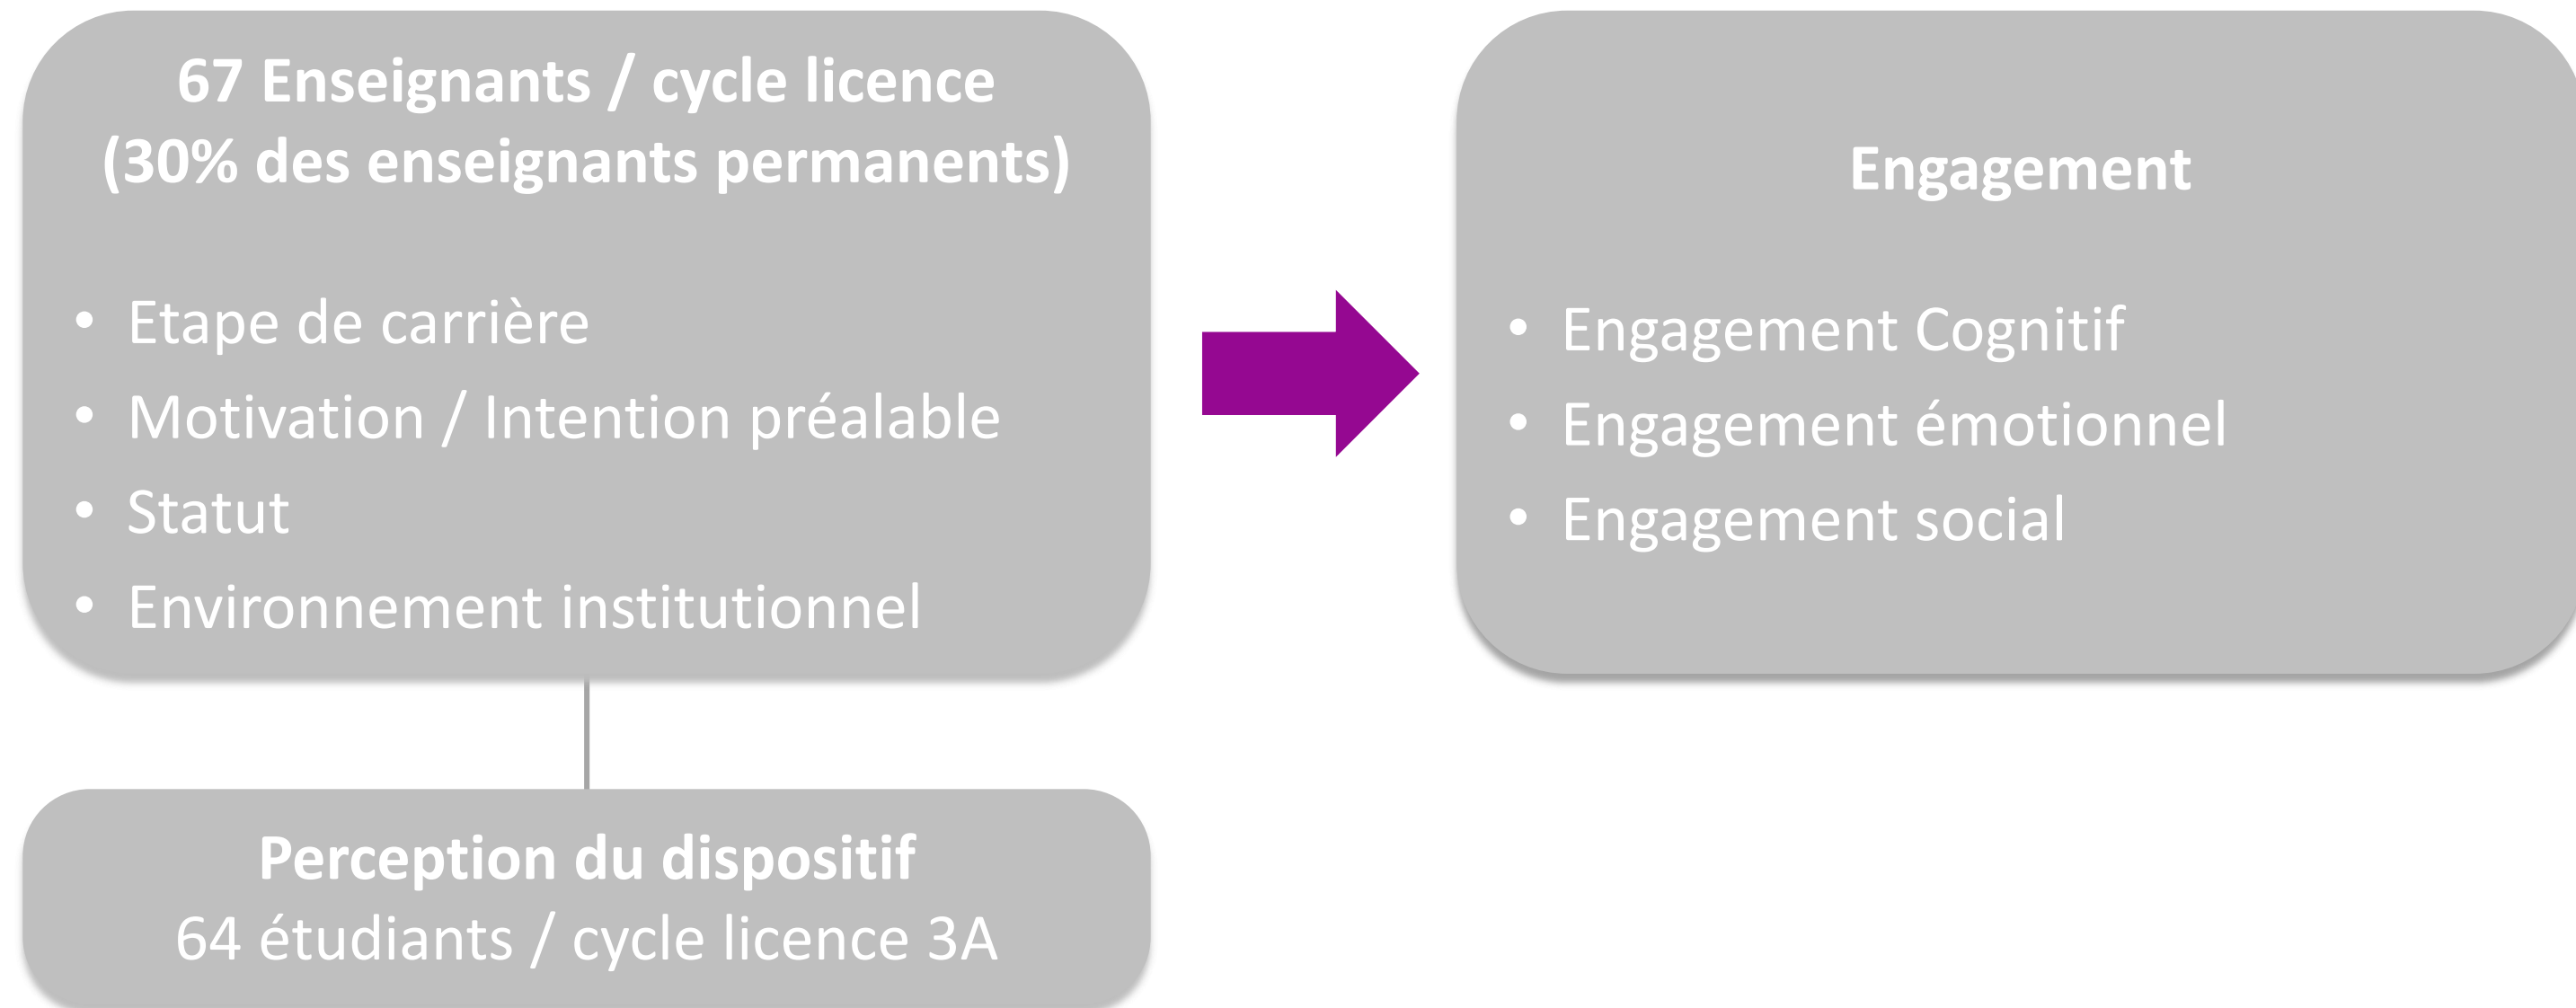 67 Enseignants / cycle licence
(30% des enseignants permanents)
• Etape de carrière
• Motivation / Intention préalable
• Statut
• Environnement institutionnel
Engagement
• Engagement Cognitif
• Engagement émotionnel
• Engagement social
Perception du dispositif
64 étudiants / cycle licence 3A